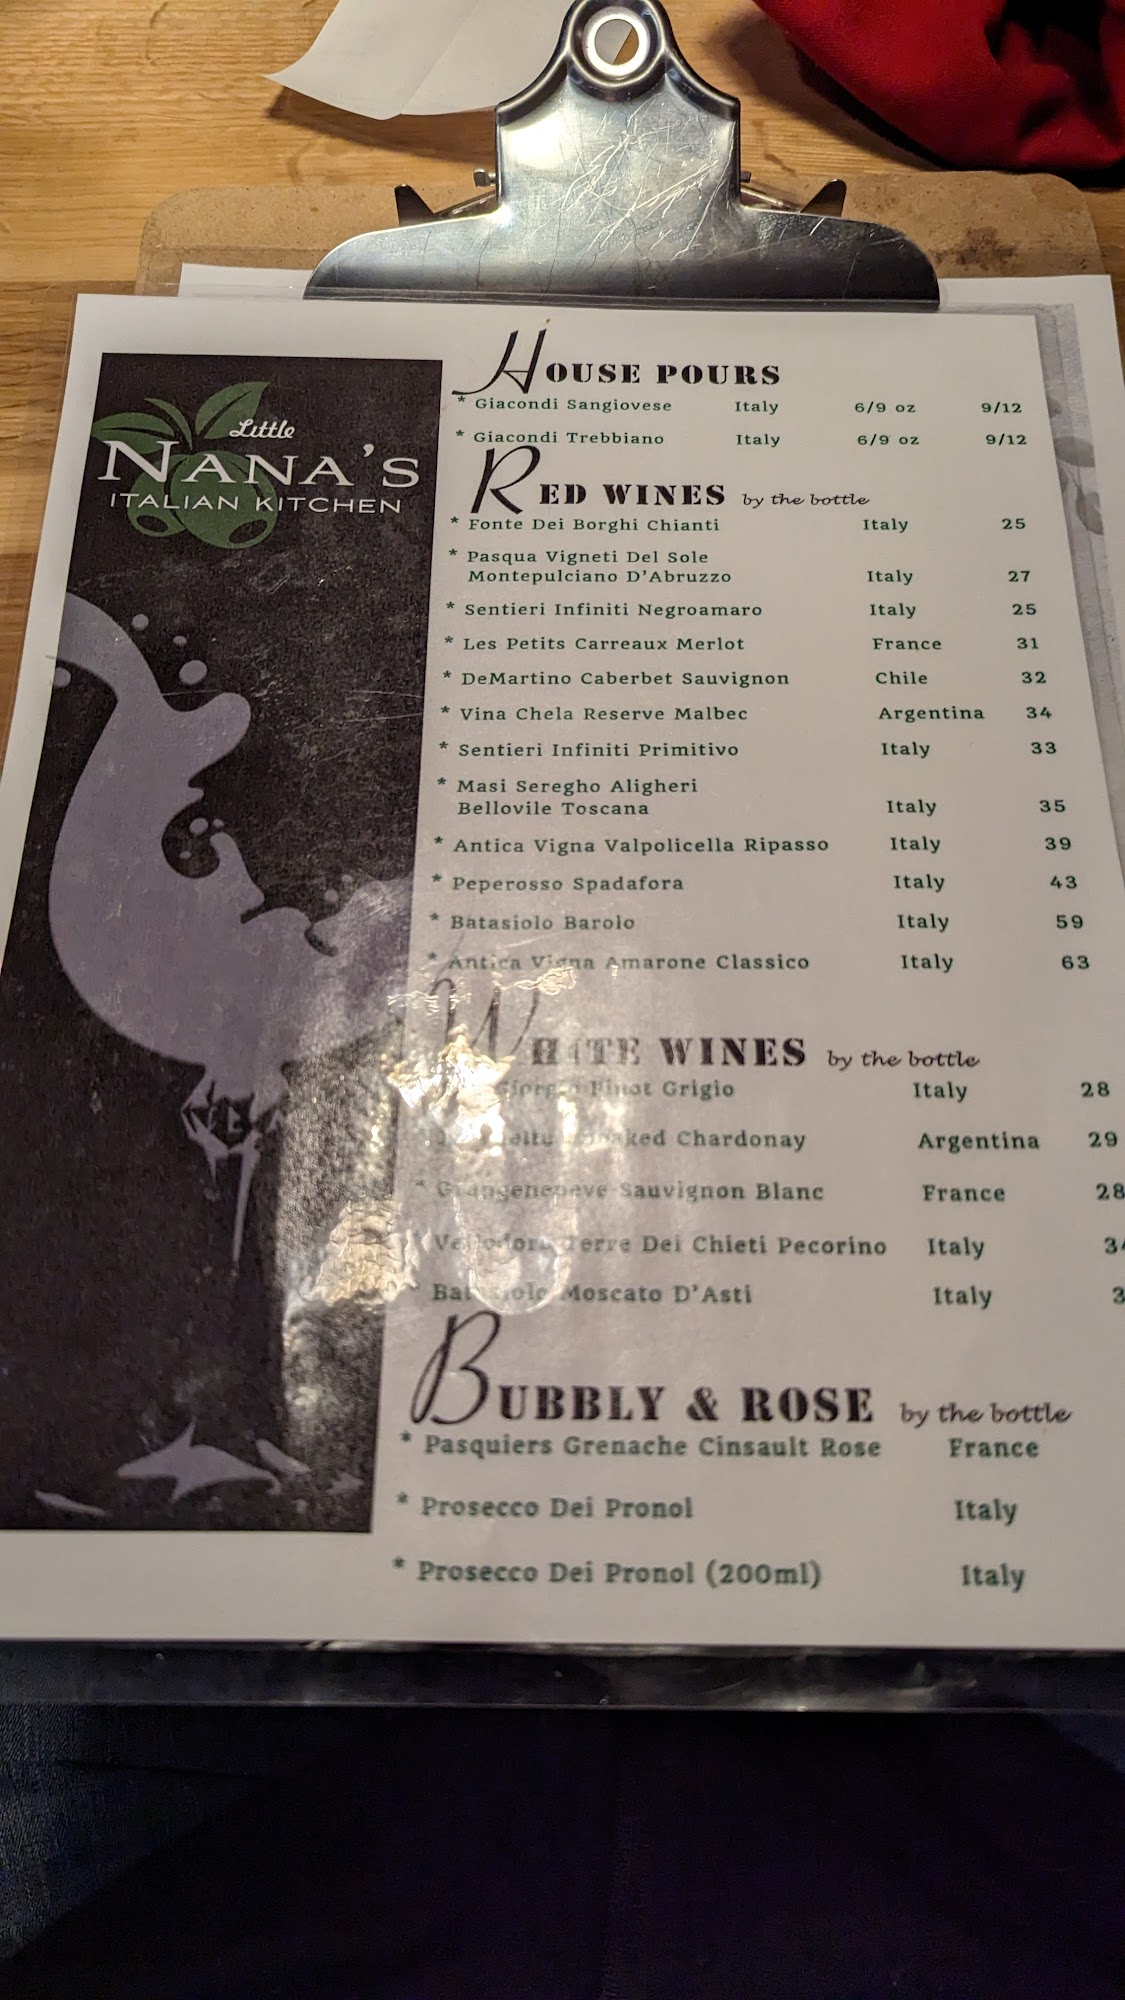 Little
NANA'S
ITALIAN KITCHEN
HOUSE POURS
* Giacondi Sangiovese Italy 6/9 oz 9/12
* Giacondi Trebbiano Italy 6/9 oz 9/12
RED WINES by the bottle
* Fonte Dei Borghi Chianti Italy 25
* Pasqua Vigneti Del Sole
Montepulciano D'Abruzzo Italy 27
* Sentieri Infiniti Negroamaro Italy 25
* Les Petits Carreaux Merlot France 31
* DeMartino Caberbet Sauvignon Chile 32
* Vina Chela Reserve Malbec Argentina 34
* Sentieri Infiniti Primitivo Italy 33
* Masi Seregho Aligheri
Bellovile Toscana Italy 35
* Antica Vigna Valpolicella Ripasso Italy 39
* Peperosso Spadafora Italy 43
* Batasiolo Barolo Italy 59
* Antica Vigna Amarone Classico Italy 63
WHITE WINES by the bottle
Pinot Grigio Italy 28
Chardonay Argentina 29
* Sauvignon Blanc France 28
Terre Dei Chieti Pecorino Italy
Batasiolo Moscato D'Asti Italy
BUBBLY & ROSE by the bottle
* Pasquiers Grenache Cinsault Rose France
* Prosecco Dei Pronol Italy
* Prosecco Dei Pronol (200ml) Italy